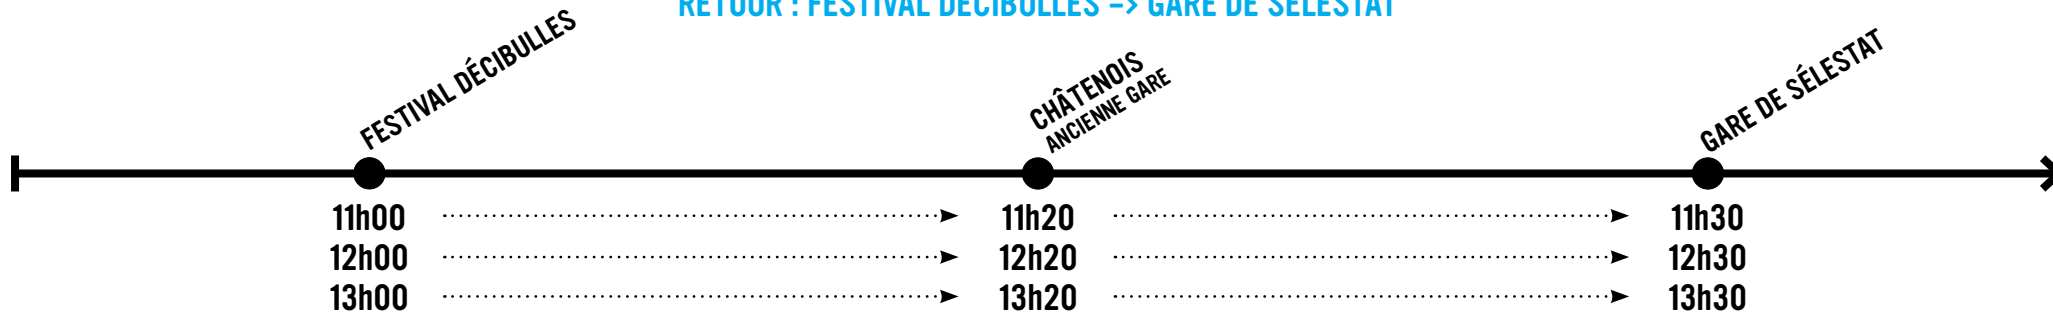 RETOUR : FESTIVAL DÉCIBULLES –> GARE DE SÉLESTAT
FESTIVAL DÉCIBULLES
CHÂTENOIS
ANCIENNE GARE
GARE DE SÉLESTAT
11h00 11h20 11h30
12h00 12h20 12h30
13h00 13h20 13h30